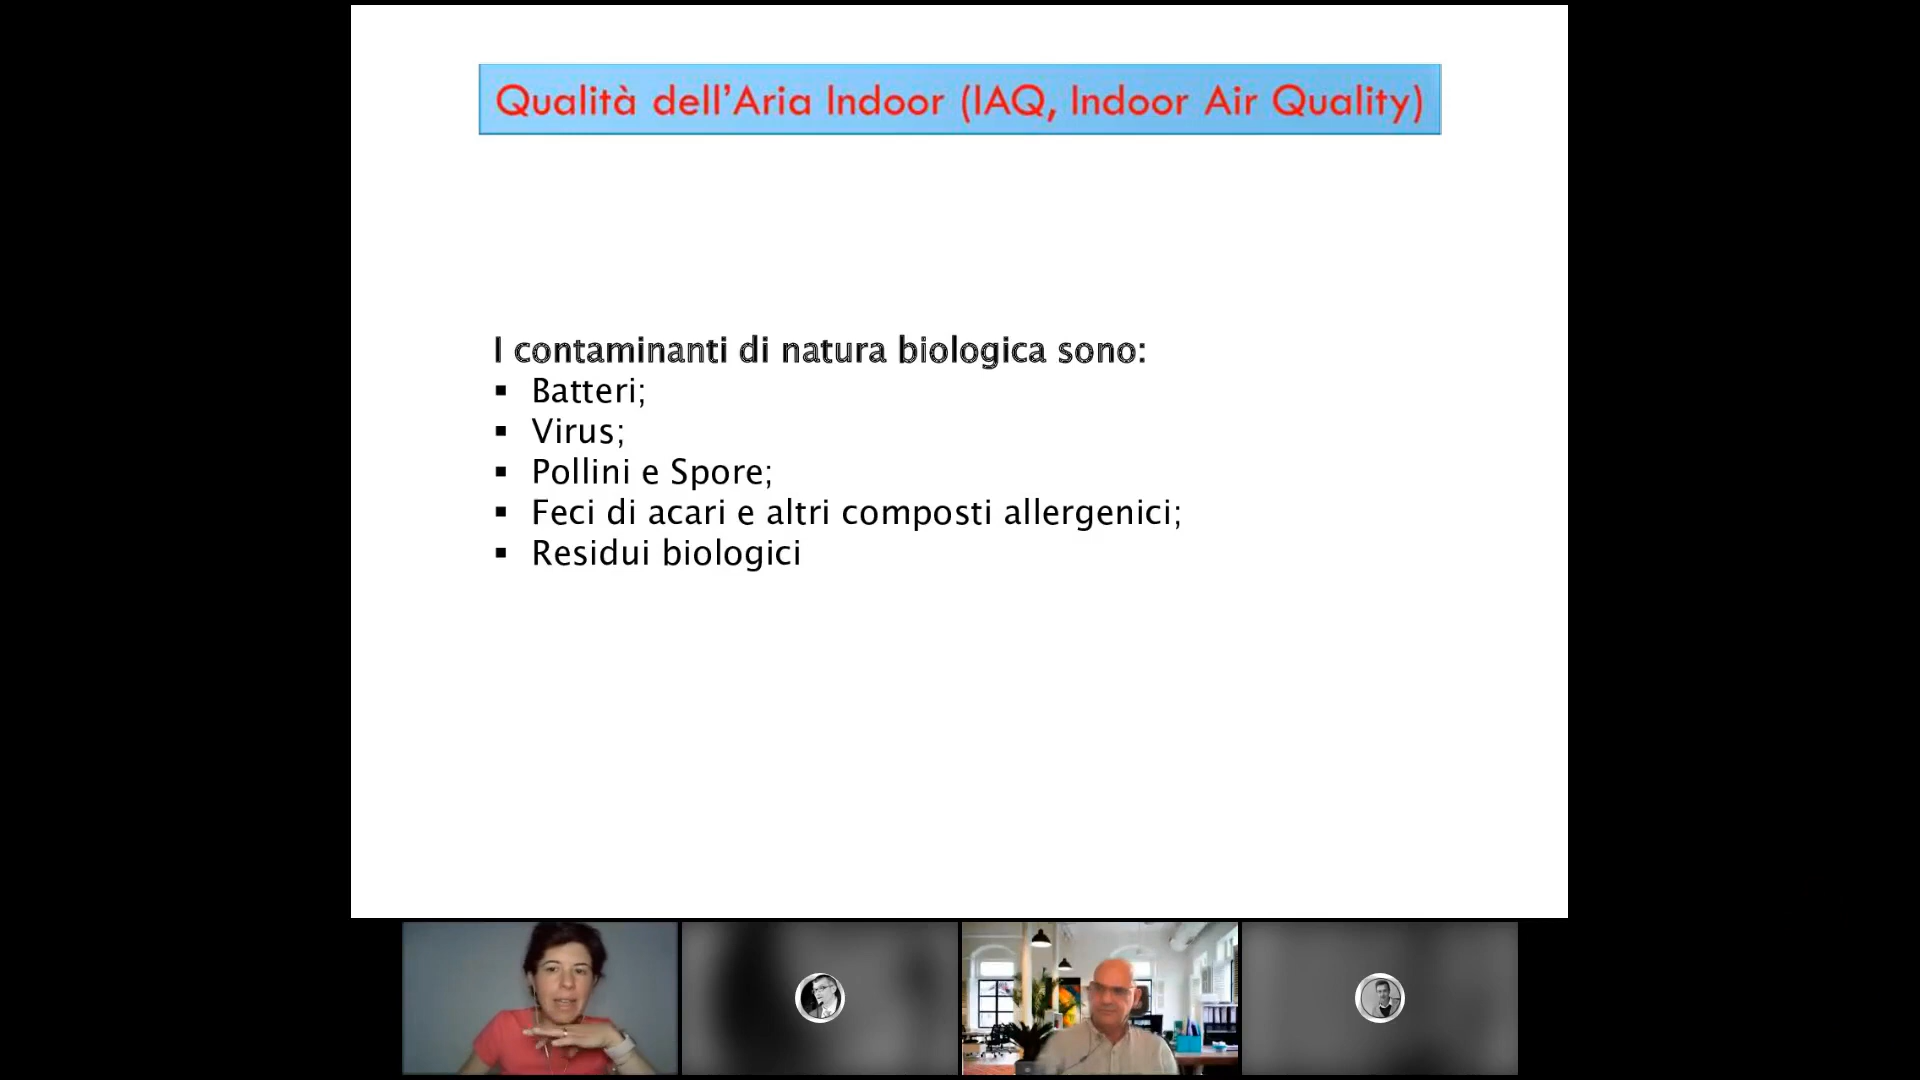 Qualità dell’Aria Indoor (IAQ, Indoor Air Quality)
I contaminanti di natura biologica sono:
▪ Batteri;
▪ Virus;
▪ Pollini e Spore;
▪ Feci di acari e altri composti allergenici;
▪ Residui biologici